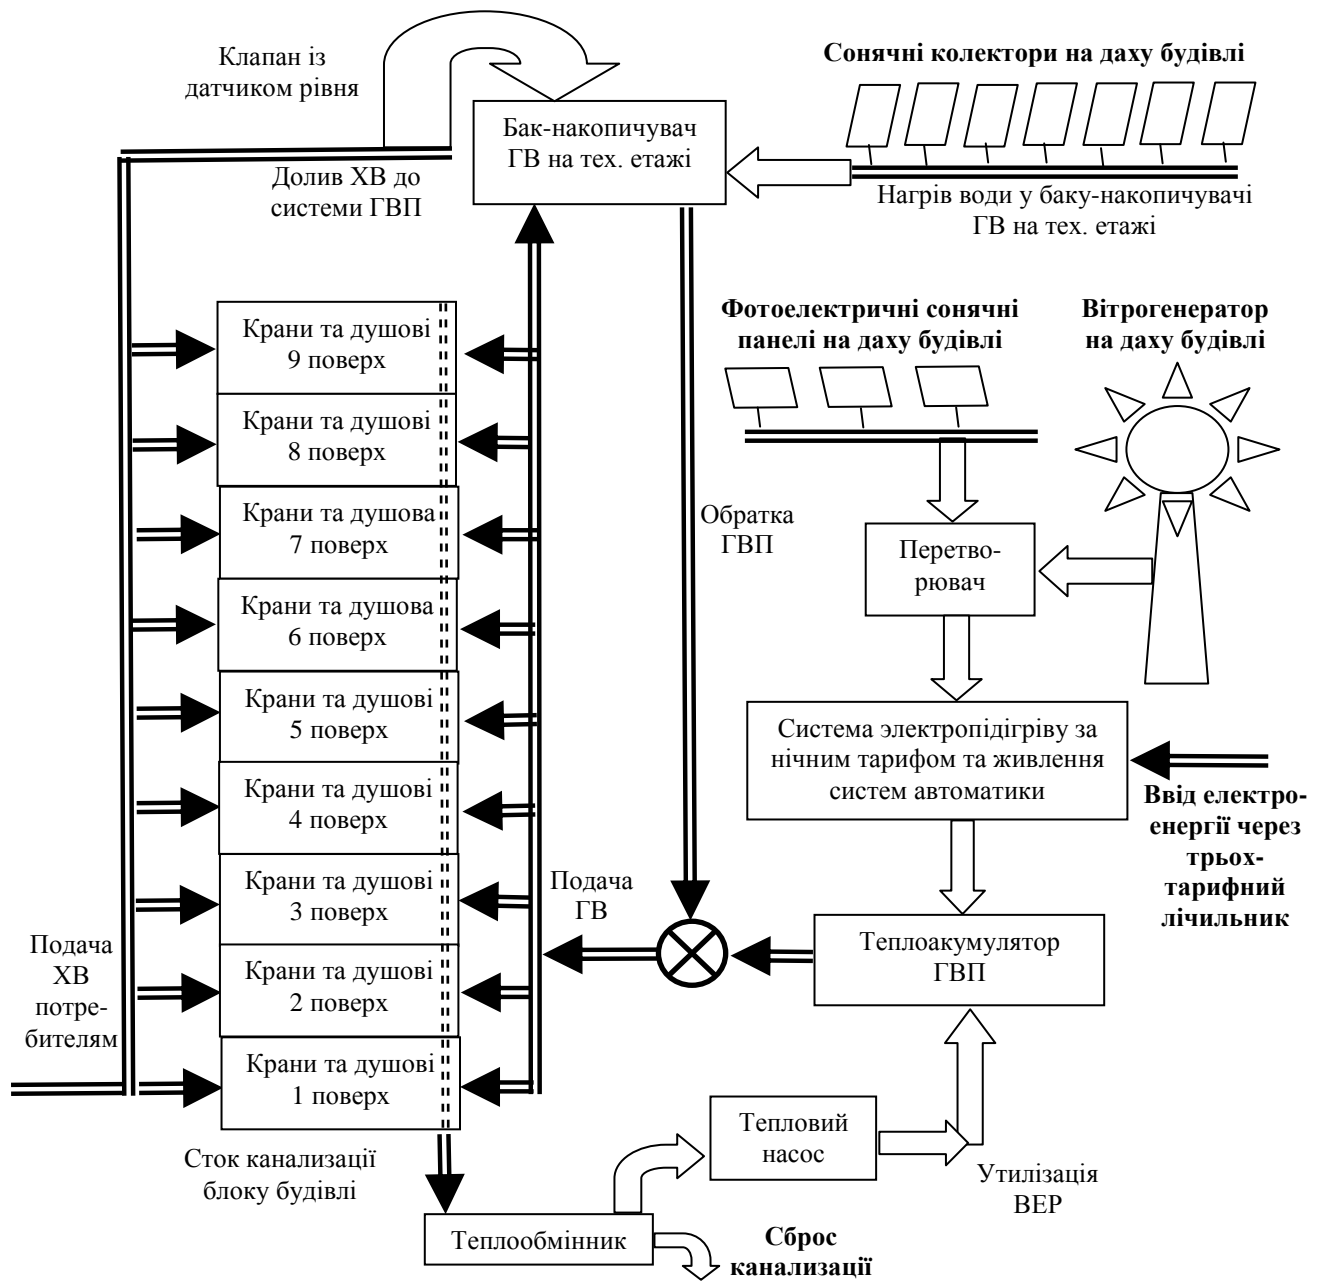 Клапан із
датчиком рівня
Сонячні колектори на даху будівлі
Бак-накопичувач
ГВ на тех. етажі
Долив ХВ до
системи ГВП
Нагрів води у баку-накопичувачі
ГВ на тех. етажі
Фотоелектричні сонячні
панелі на даху будівлі
Вітрогенератор
на даху будівлі
Крани та душові
9 поверх
Крани та душові
8 поверх
Крани та душова
7 поверх
Крани та душова
6 поверх
Крани та душові
5 поверх
Крани та душові
4 поверх
Крани та душові
3 поверх
Крани та душові
2 поверх
Крани та душові
1 поверх
Обратка
ГВП
Перетво-
рювач
Система электропідігріву за
нічним тарифом та живлення
систем автоматики
Ввід електро-
енергії через
трьох-
тарифний
лічильник
Подача
ГВ
Теплоакумулятор
ГВП
Подача
ХВ
потре-
бителям
Тепловий
насос
Утилізація
ВЕР
Сток канализації
блоку будівлі
Теплообмінник
Сброс
канализації